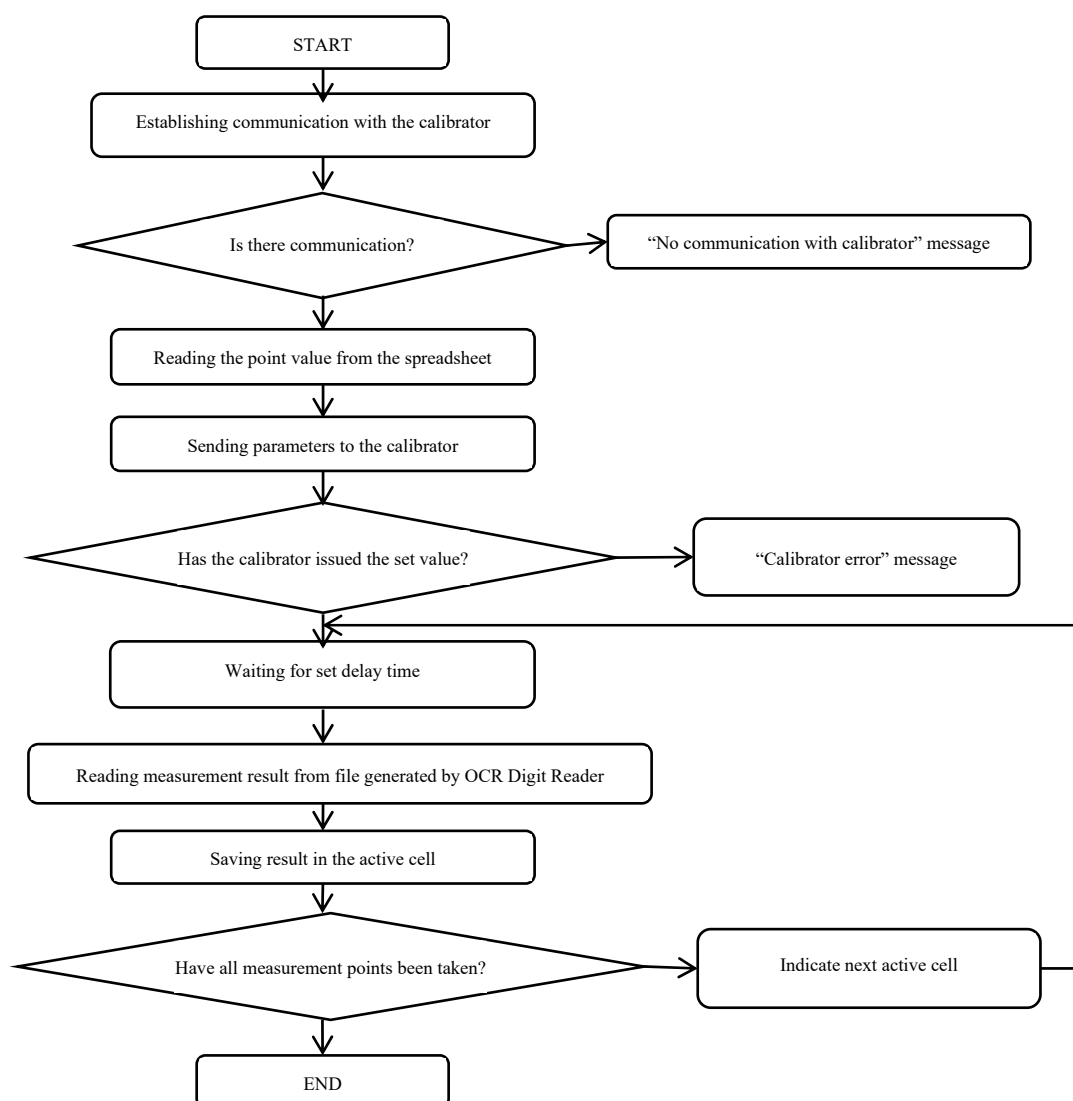 START
Establishing communication with the calibrator
Is there communication?
“No communication with calibrator” message
Reading the point value from the spreadsheet
Sending parameters to the calibrator
Has the calibrator issued the set value?
“Calibrator error” message
Waiting for set delay time
Reading measurement result from file generated by OCR Digit Reader
Saving result in the active cell
Have all measurement points been taken?
Indicate next active cell
END